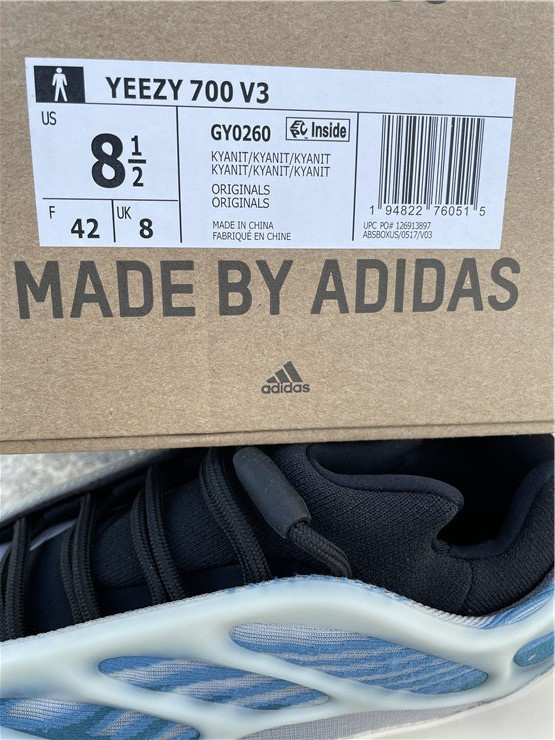 YEEZY 700 V3
US
8 1/2
F 42
UK 8
GY0260
Inside
KYANIT/KYANIT/KYANIT
KYANIT/KYANIT/KYANIT
ORIGINALS
ORIGINALS
MADE IN CHINA
FABRIQUÉ EN CHINE
1 94822 76051 5
UPC PO# 126913897
ABSBOXUS/0517/V03
MADE BY ADIDAS
adidas